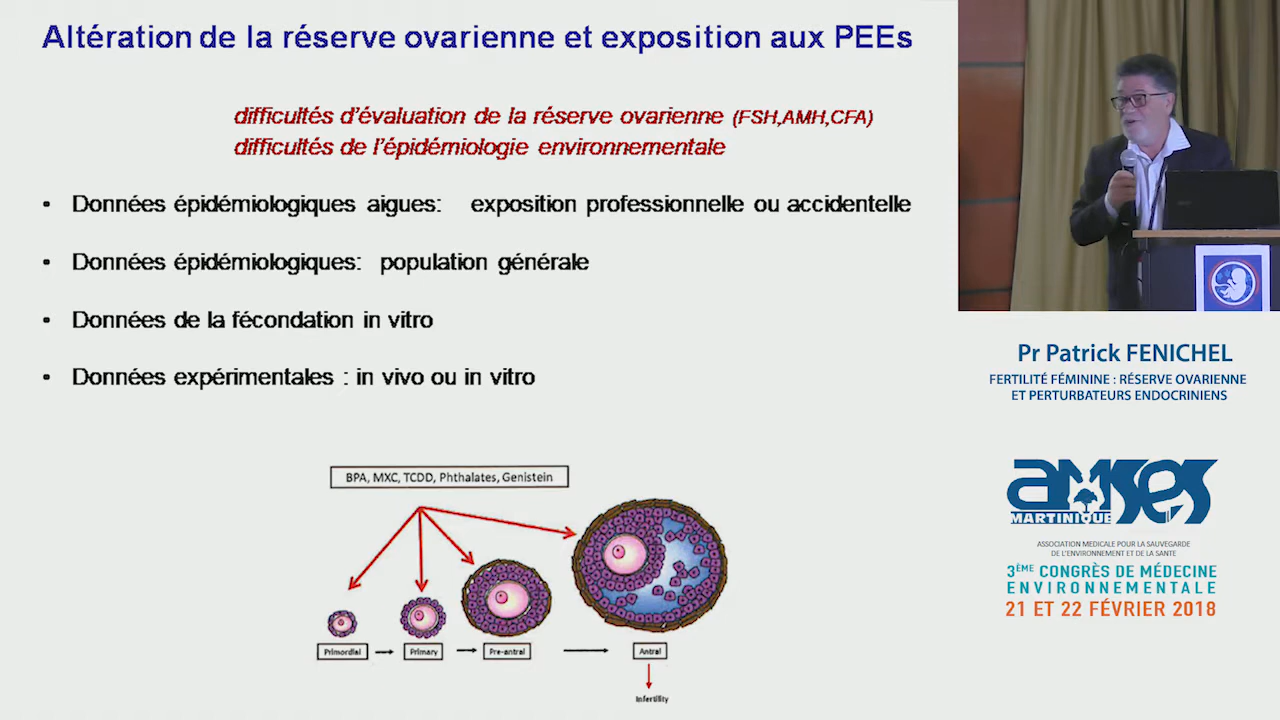 Altération de la réserve ovarienne et exposition aux PEEs
difficultés d'évaluation de la réserve ovarienne (FSH,AMH,CFA)
difficultés de l'épidémiologie environnementale
• Données épidémiologiques aigues: exposition professionnelle ou accidentelle
• Données épidémiologiques: population générale
• Données de la fécondation in vitro
• Données expérimentales : in vivo ou in vitro
BPA, MXC, TCDD, Phthalates, Genistein
Primordial
Primary
Pre-antral
Antral
Infertility
Pr Patrick FENICHEL
FERTILITÉ FÉMININE : RÉSERVE OVARIENNE
ET PERTURBATEURS ENDOCRINIENS
amses
MARTINIQUE
ASSOCIATION MEDICALE POUR LA SAUVEGARDE
DE L'ENVIRONNEMENT ET DE LA SANTE
3ÈME CONGRÈS DE MÉDECINE
ENVIRONNEMENTALE
21 ET 22 FÉVRIER 2018